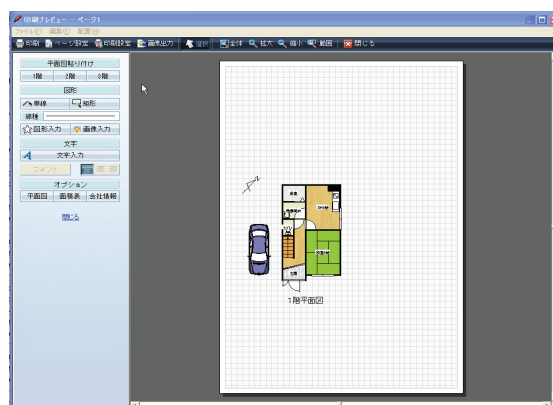 印刷プレビュー - ページ1
ファイル(F) 編集(E) 配置(H)
印刷 ページ設定 印刷設定 画像出力 選択 全体 拡大 縮小 範囲 閉じる
平面図貼り付け
1階 2階 3階
図形
単線 矩形
線種
図形入力 画像入力
文字
文字入力
フォント
オプション
平面図 面積表 会社情報
閉じる
玄関
1階平面図